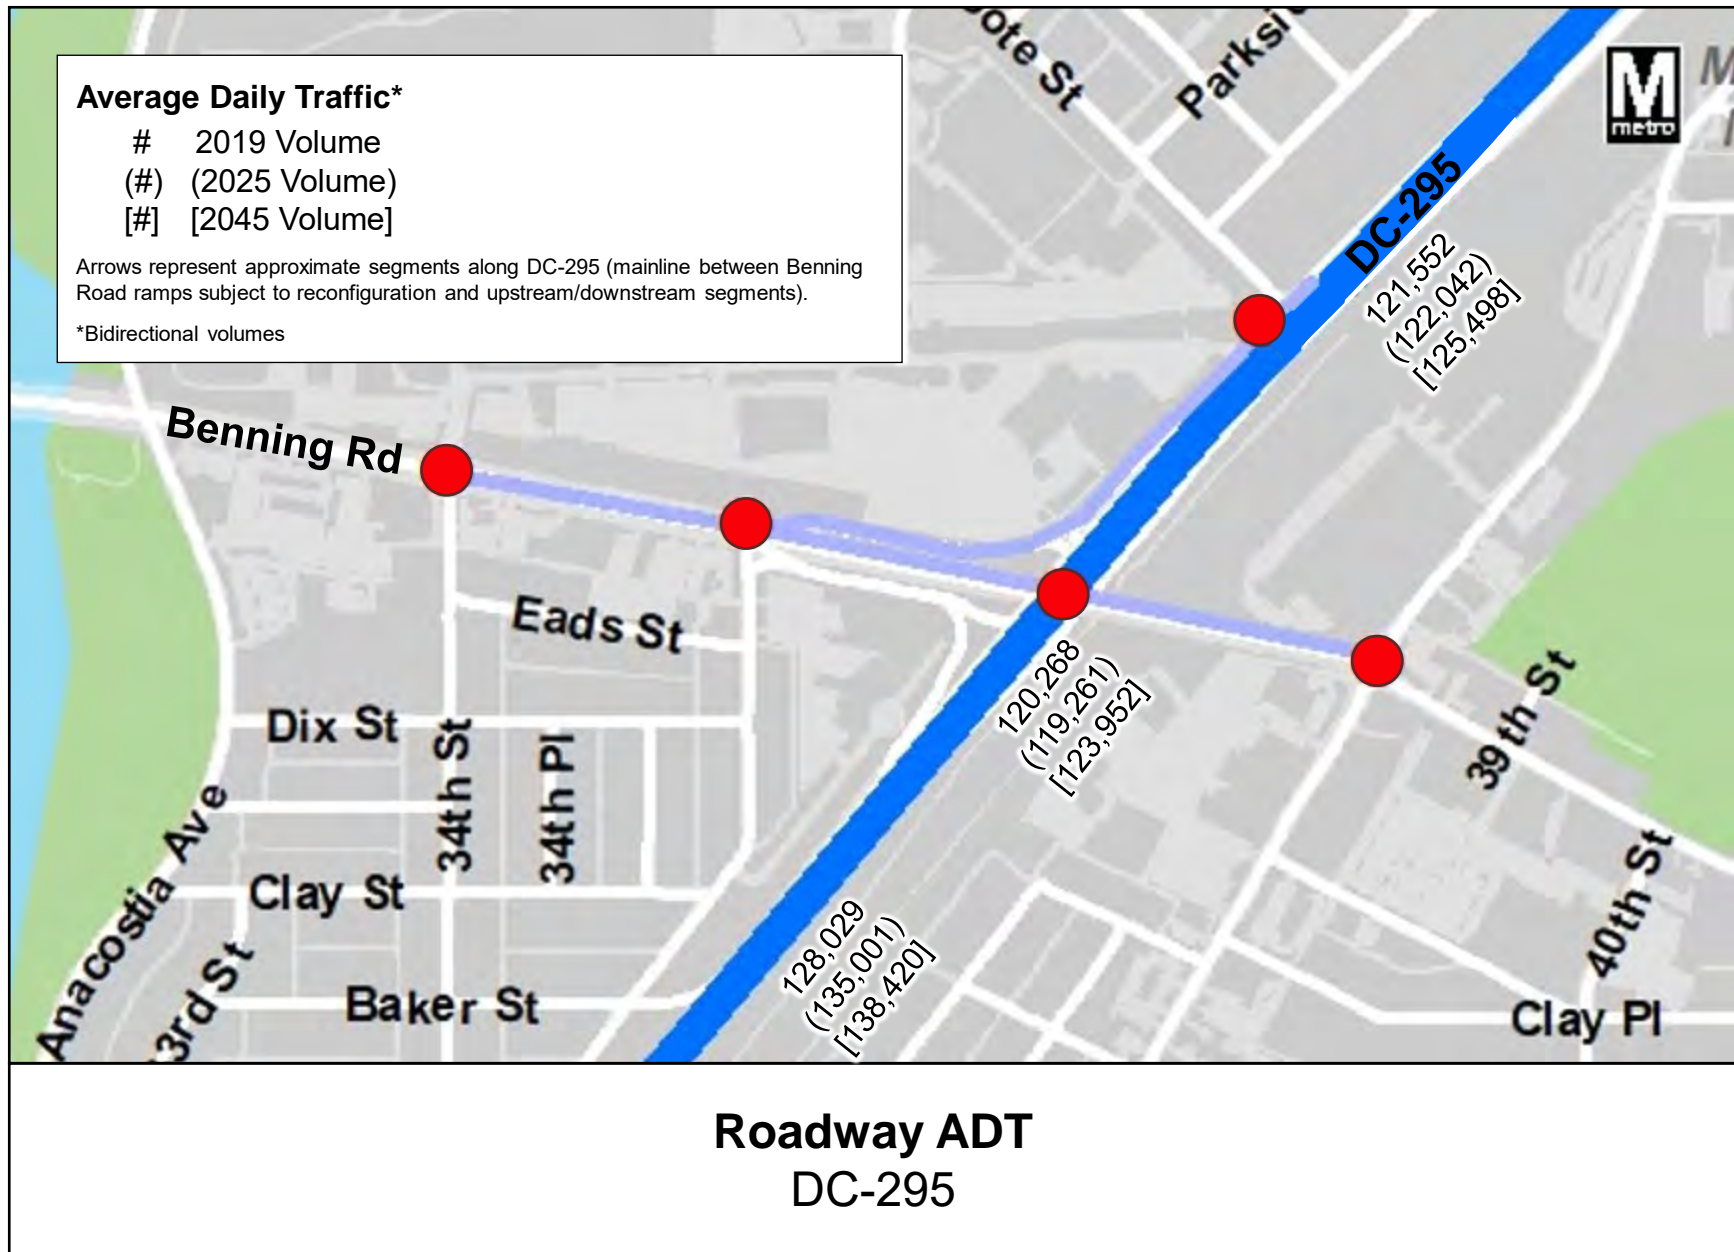 Average Daily Traffic*
# 2019 Volume
(#) (2025 Volume)
[#] [2045 Volume]
Arrows represent approximate segments along DC-295 (mainline between Benning
Road ramps subject to reconfiguration and upstream/downstream segments).
*Bidirectional volumes
St
M
metro
DC-295
121,552
(122,042)
[125,498]
Benning Rd
Eads St
120,268
(119,261)
[123,952]
Dix St
34th St
34th Pl
39th St
Anacostia Ave
Clay St
40th St
128,029
(135,001)
[138,420]
Baker St
Clay Pl
Roadway ADT
DC-295